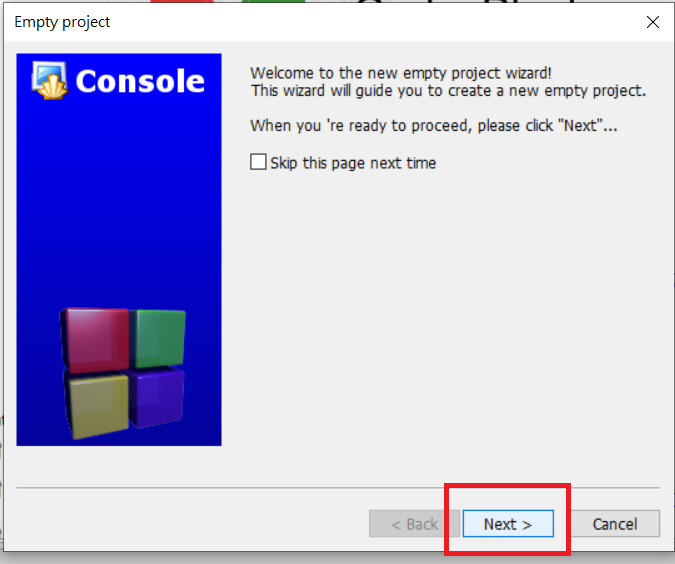 Empty project
Console
Welcome to the new empty project wizard!
This wizard will guide you to create a new empty project.
When you 're ready to proceed, please click "Next"...
Skip this page next time
< Back
Next >
Cancel